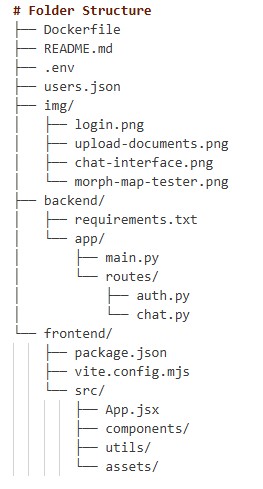 # Folder Structure
├── Dockerfile
├── README.md
├── .env
├── users.json
├── img/
│   ├── login.png
│   ├── upload-documents.png
│   ├── chat-interface.png
│   └── morph-map-tester.png
├── backend/
│   ├── requirements.txt
│   └── app/
│       ├── main.py
│       └── routes/
│           ├── auth.py
│           └── chat.py
└── frontend/
    ├── package.json
    ├── vite.config.mjs
    └── src/
        ├── App.jsx
        ├── components/
        ├── utils/
        └── assets/